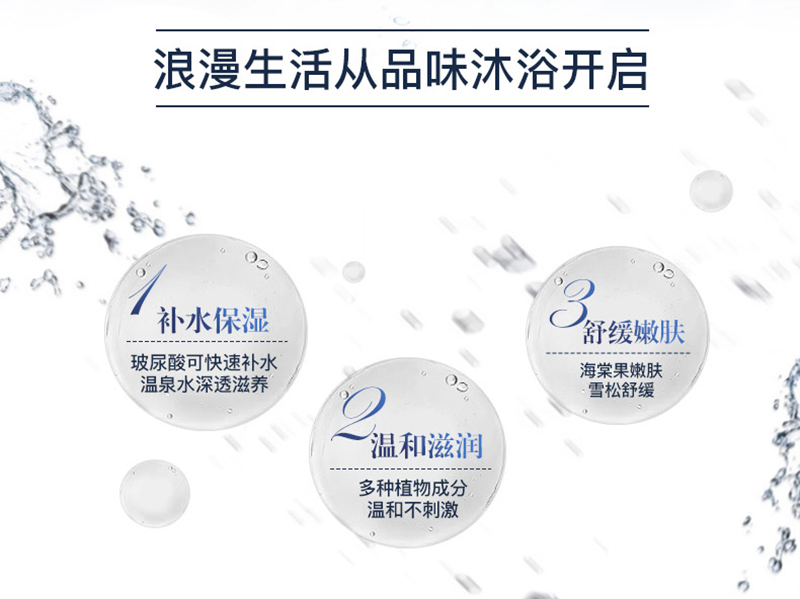 浪漫生活从品味沐浴开启
1
补水保湿
玻尿酸可快速补水
温泉水深透滋养
2
温和滋润
多种植物成分
温和不刺激
3
舒缓嫩肤
海棠果嫩肤
雪松舒缓